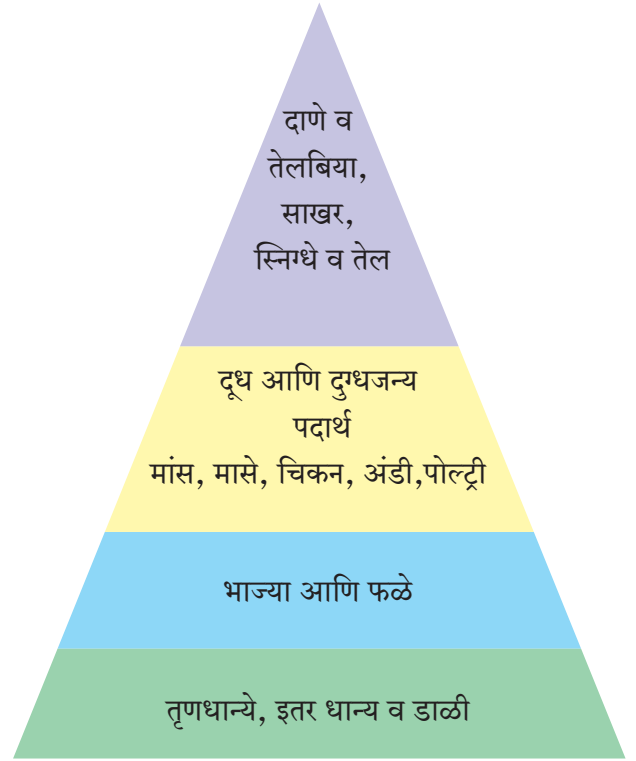 दाणे व
तेलबिया,
साखर,
स्निग्धे व तेल
दूध आणि दुग्धजन्य
पदार्थ
मांस, मासे, चिकन, अंडी,पोल्ट्री
भाज्या आणि फळे
तृणधान्ये, इतर धान्य व डाळी